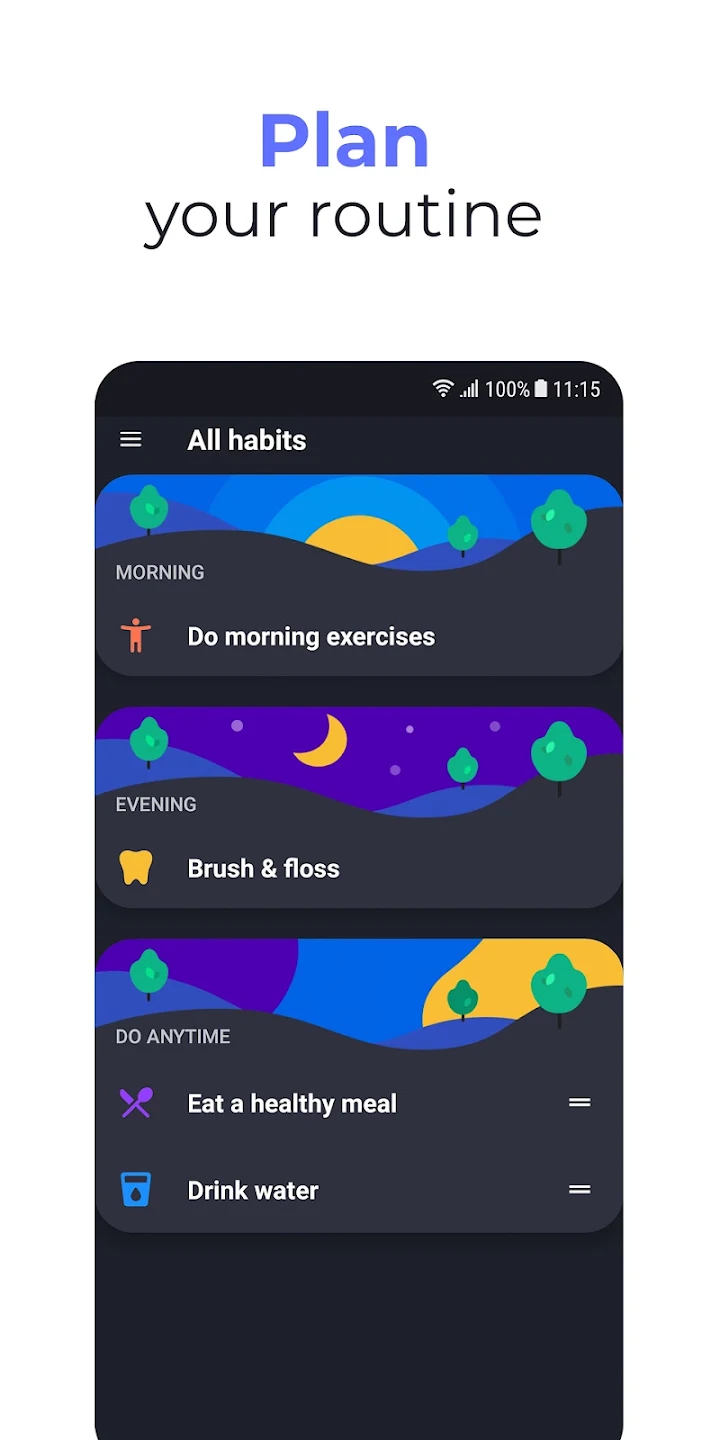 Plan
your routine
100% 11:15
All habits
MORNING
Do morning exercises
EVENING
Brush & floss
DO ANYTIME
Eat a healthy meal
Drink water